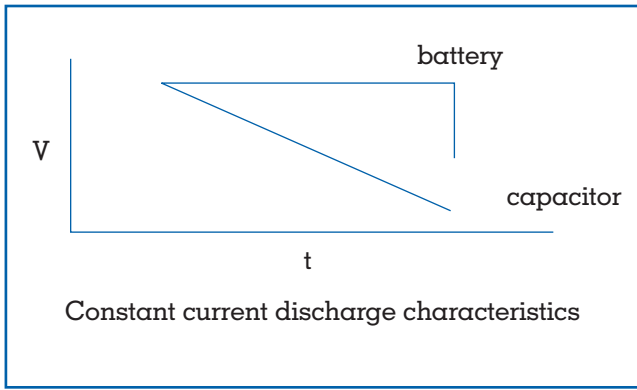 battery
V
capacitor
t
Constant current discharge characteristics